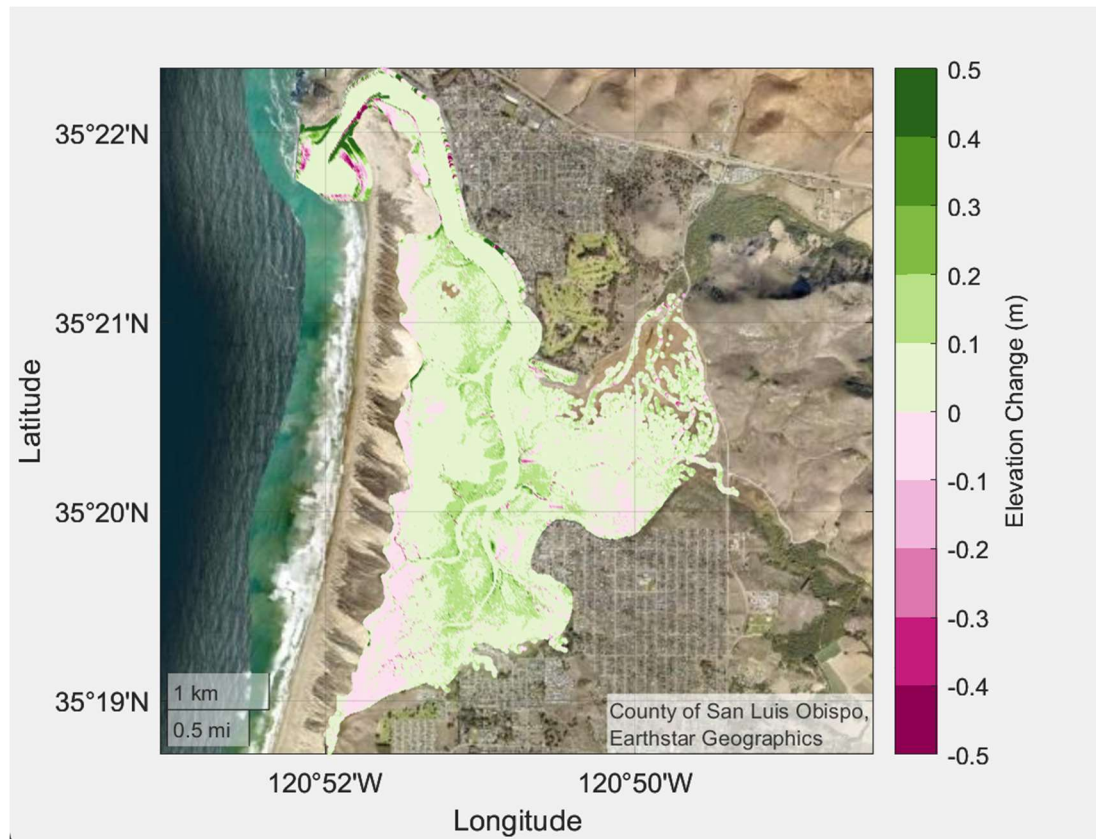 35°22'N
35°21'N
35°20'N
35°19'N
Latitude
120°52'W
120°50'W
Longitude
1 km
0.5 mi
County of San Luis Obispo,
Earthstar Geographics
0.5
0.4
0.3
0.2
0.1
0
-0.1
-0.2
-0.3
-0.4
-0.5
Elevation Change (m)